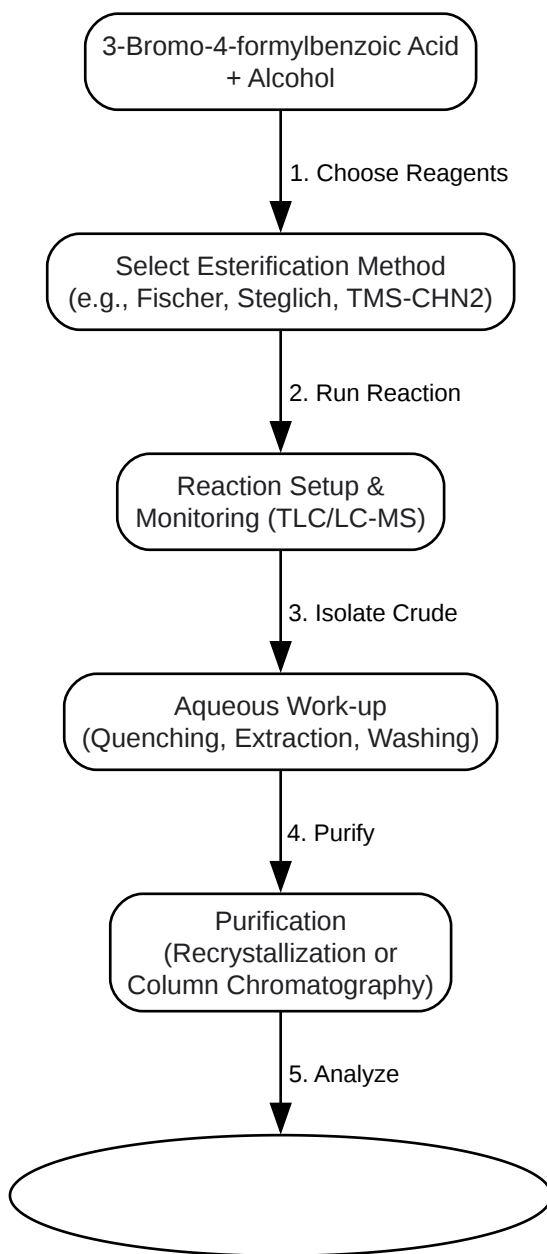 3-Bromo-4-formylbenzoic Acid
+ Alcohol
1. Choose Reagents
Select Esterification Method
(e.g., Fischer, Steglich, TMS-CHN2)
2. Run Reaction
Reaction Setup &
Monitoring (TLC/LC-MS)
3. Isolate Crude
Aqueous Work-up
(Quenching, Extraction, Washing)
4. Purify
Purification
(Recrystallization or
Column Chromatography)
5. Analyze